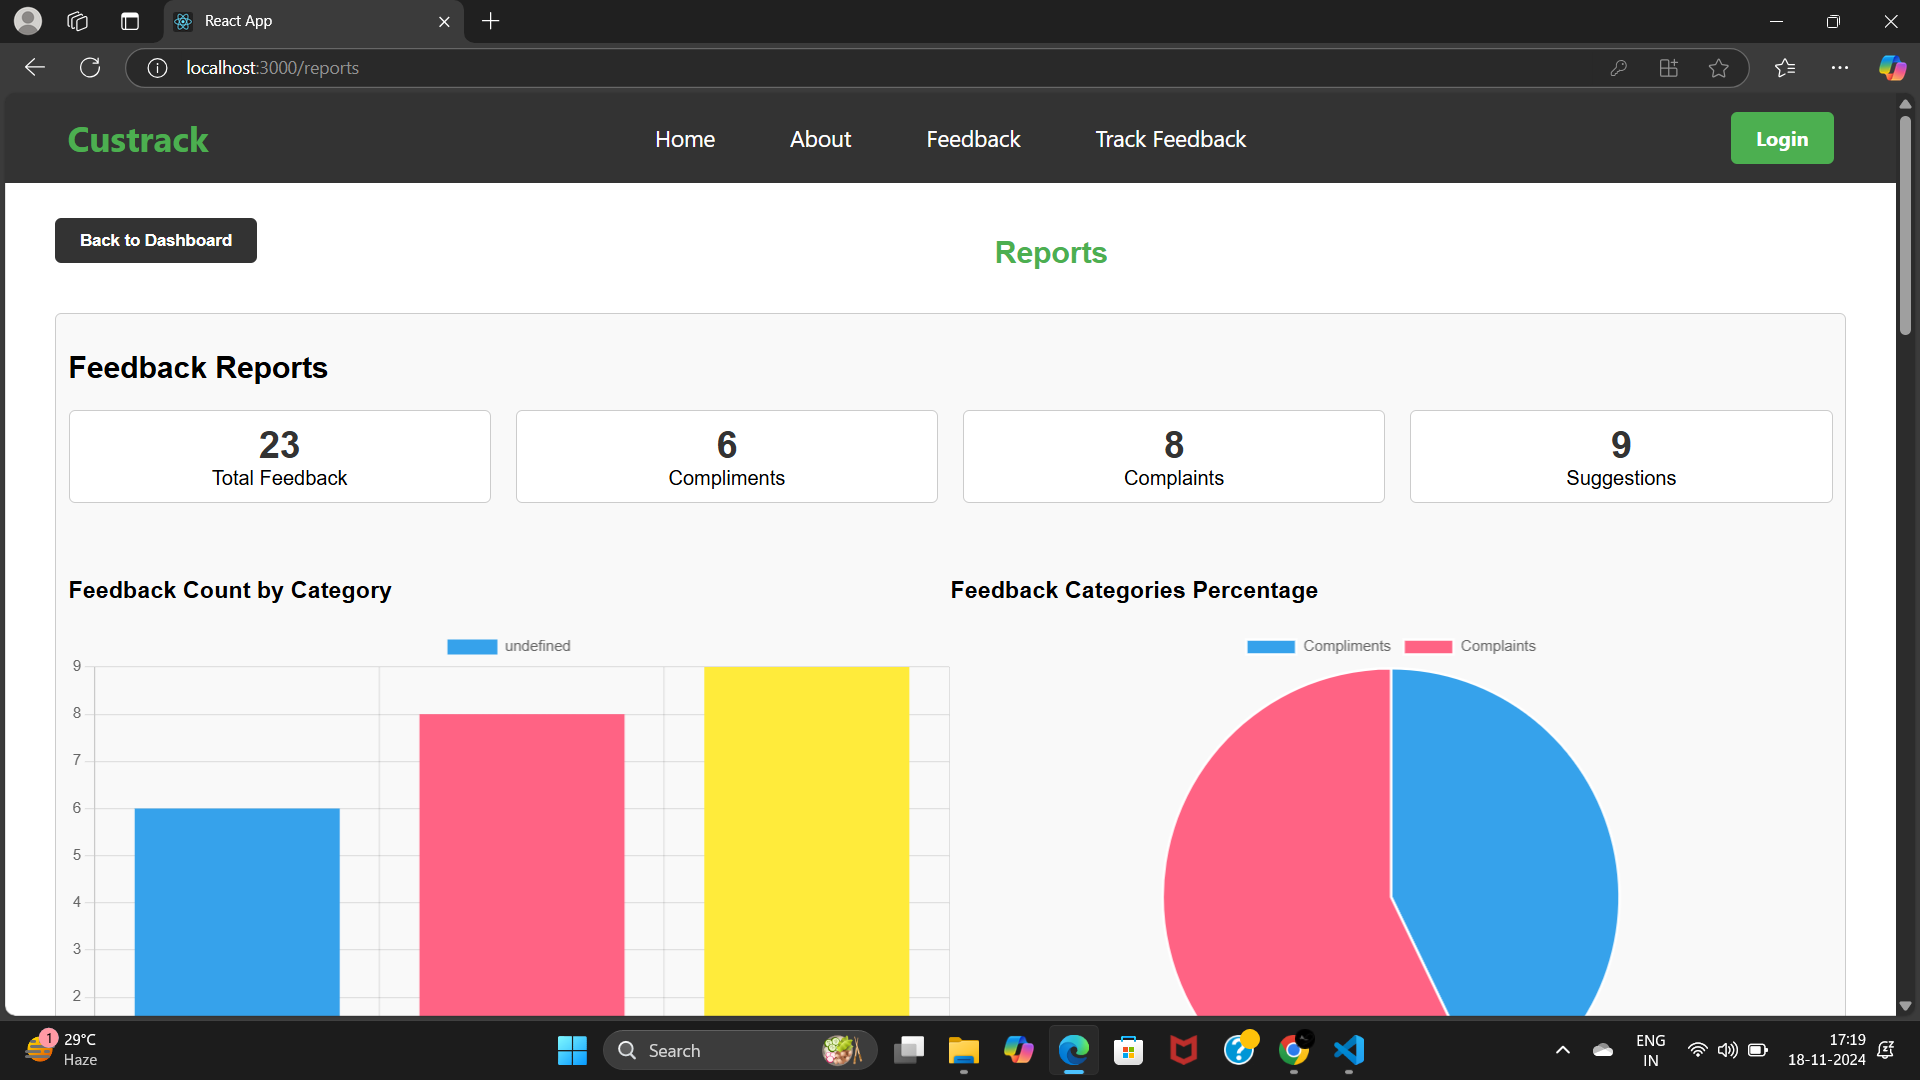 React App
localhost:3000/reports
Custrack
Home
About
Feedback
Track Feedback
Login
Back to Dashboard
Reports
Feedback Reports
23
Total Feedback
6
Compliments
8
Complaints
9
Suggestions
Feedback Count by Category
undefined
9
8
7
6
5
4
3
2
Feedback Categories Percentage
Compliments
Complaints
1
29°C
Haze
Search
ENG
IN
17:19
18-11-2024